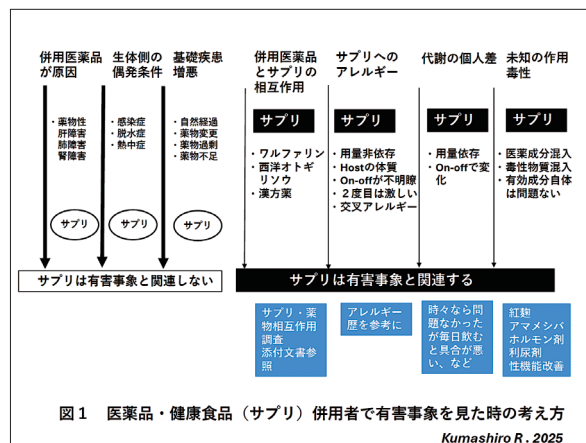 併用医薬品
が原因
生体側の
偶発条件
基礎疾患
増悪
併用医薬品
とサプリの
相互作用
サプリへの
アレルギー
代謝の個人差
未知の作用
毒性
・薬物性
肝障害
肺障害
腎障害
・感染症
・脱水症
・熱中症
・自然経過
・薬物変更
・薬物過剰
・薬物不足
サプリ
サプリ
サプリ
サプリ
サプリ
サプリ
サプリ
・ワルファリン
・西洋オトギ
リソウ
・漢方薬
・用量非依存
・Hostの体質
・On-offが不明瞭
・２度目は激しい
・交叉アレルギー
・用量依存
・On-offで変
化
・医薬成分混入
・毒性物質混入
・有効成分自体
は問題ない
サプリは有害事象と関連しない
サプリは有害事象と関連する
サプリ・薬
物相互作用
調査
添付文書参
照
アレルギー
歴を参考に
時々なら問
題なかった
が毎日飲む
と具合が悪
い、など
紅麹
アマメシバ
ホルモン剤
利尿剤
性機能改善
図１　医薬品・健康食品（サプリ）併用者で有害事象を見た時の考え方
Kumashiro R . 2025